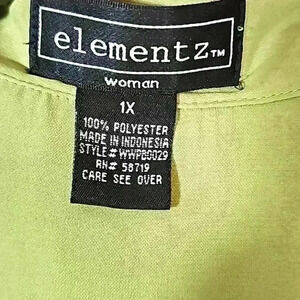 elementz™
woman
1X
100% POLYESTER
MADE IN INDONESIA
STYLE# WWPB0029
RN# 58719
CARE SEE OVER